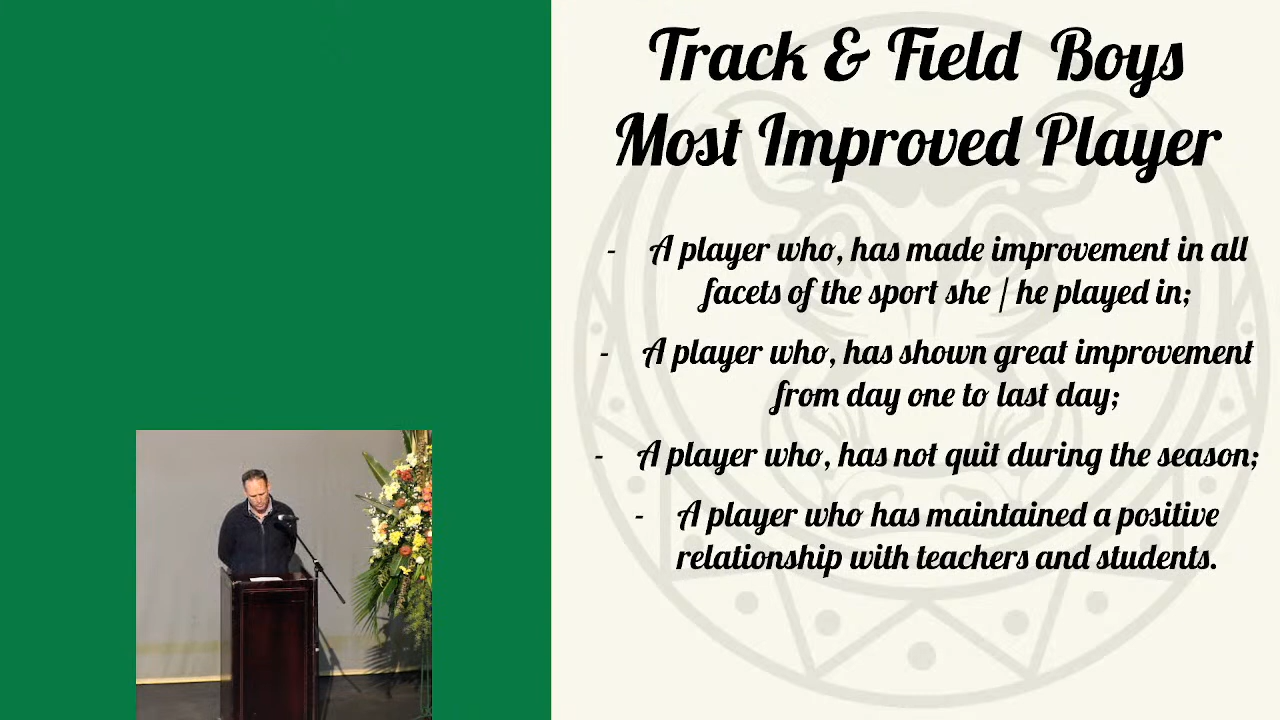 Track & Field Boys
Most Improved Player
- A player who, has made improvement in all
facets of the sport she / he played in;
- A player who, has shown great improvement
from day one to last day;
- A player who, has not quit during the season;
- A player who has maintained a positive
relationship with teachers and students.